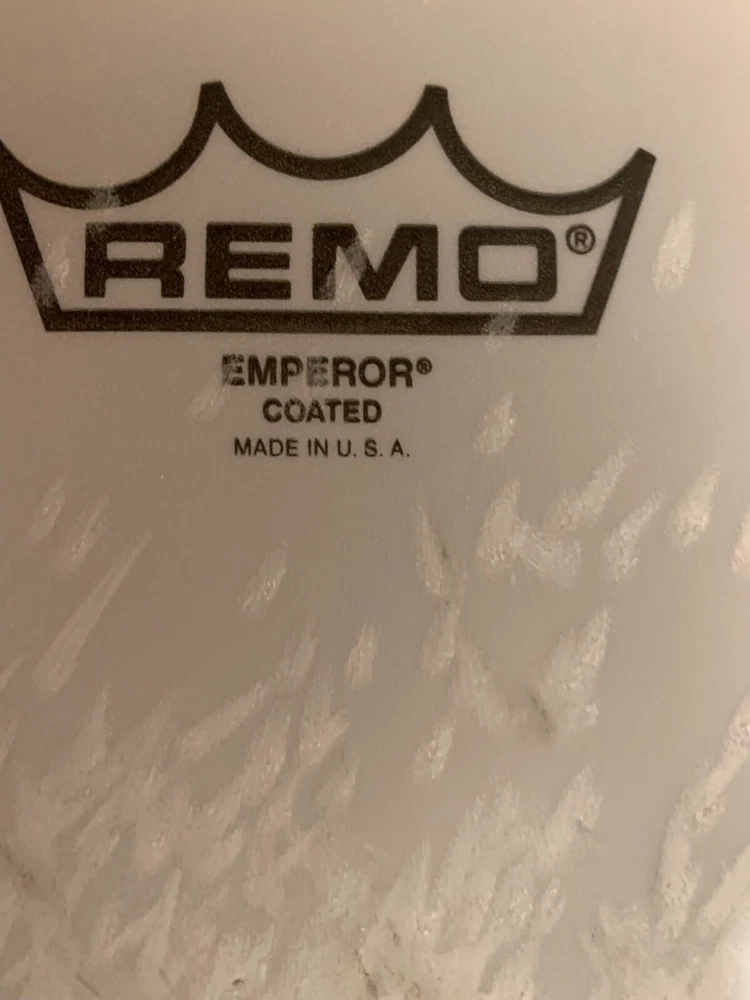 REMO®
EMPEROR®
COATED
MADE IN U. S. A.